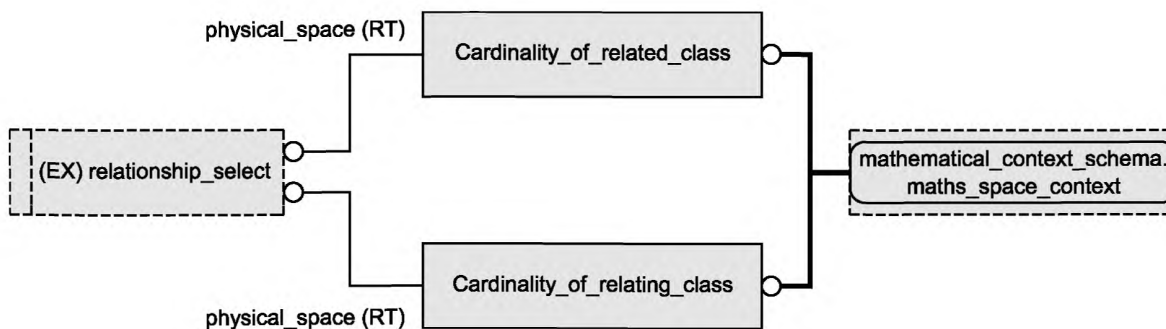 physical_space (RT)
Cardinality_of_related_class
(EX) relationship_select
mathematical_context_schema.
maths_space_context
Cardinality_of_relating_class
physical_space (RT)